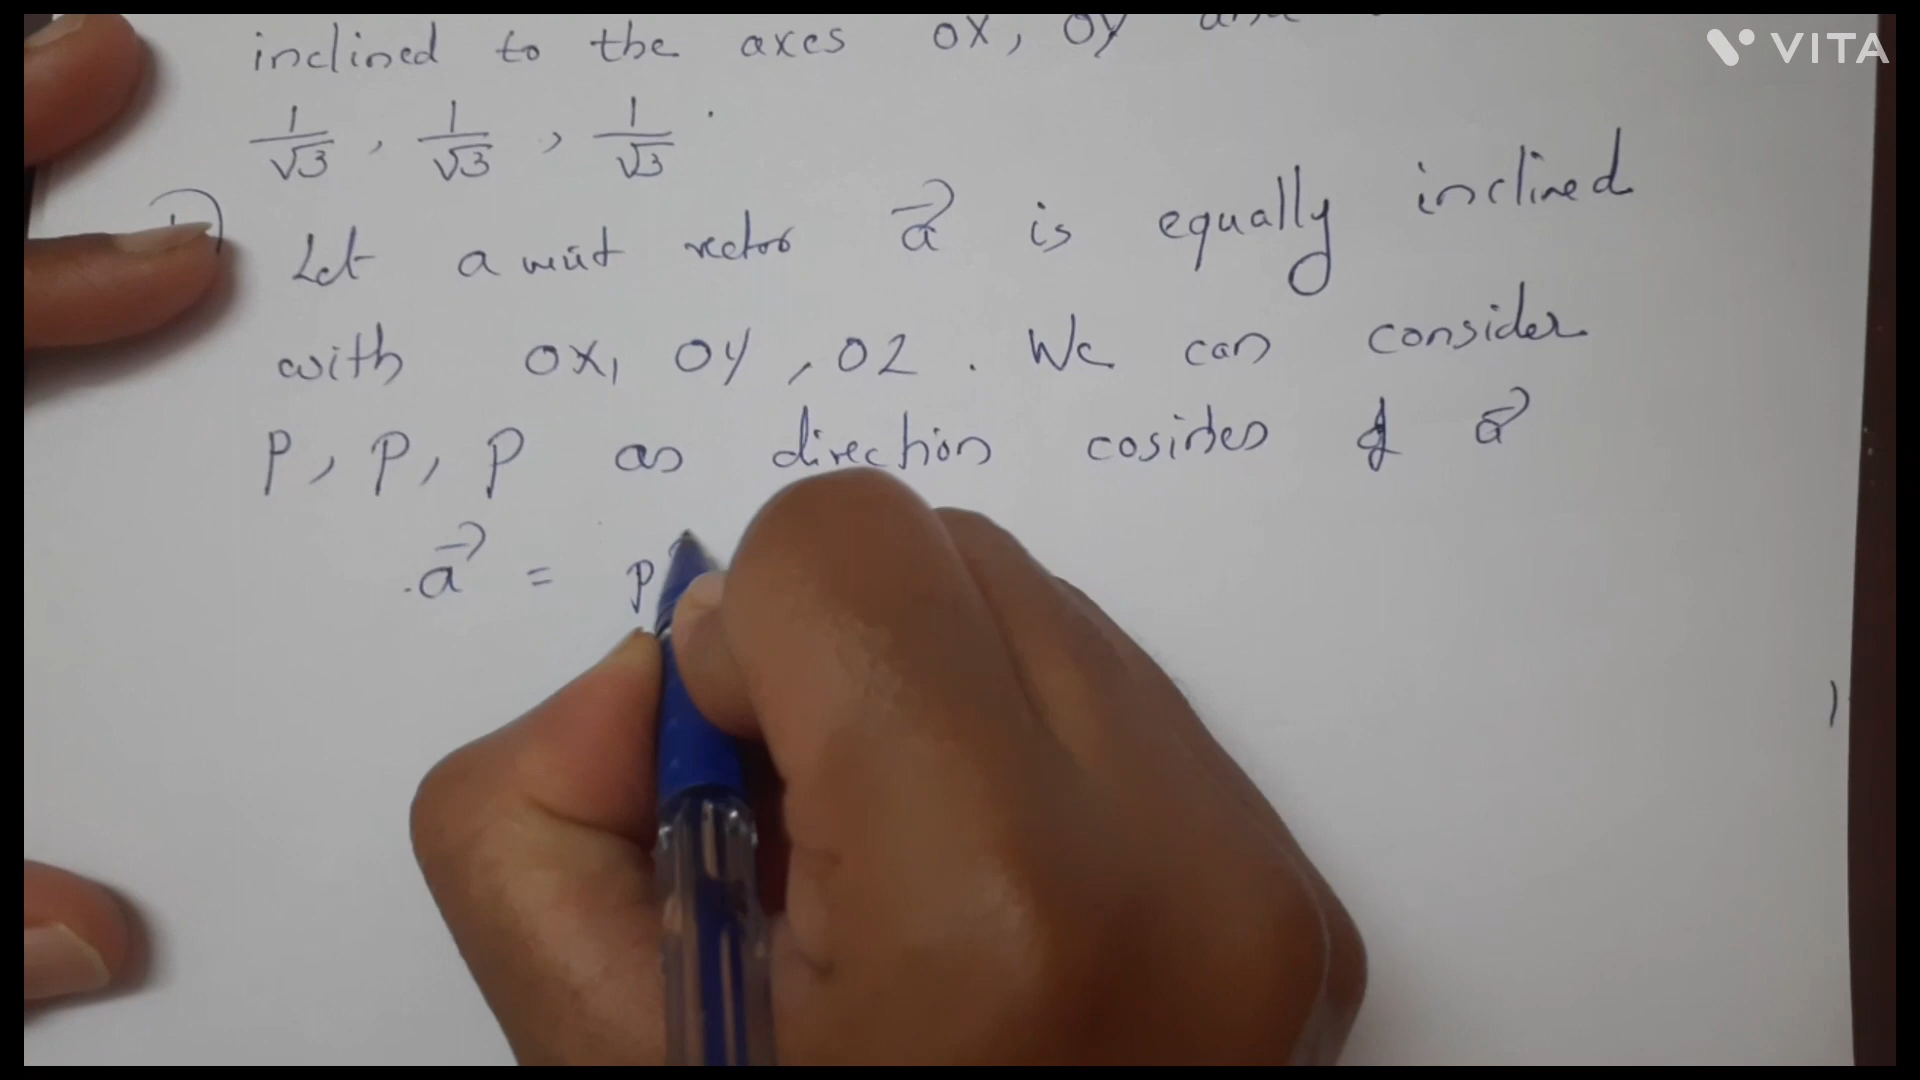 inclined to the axes OX, OY and
VITA
1/√3, 1/√3, 1/√3.
Let a unit vector a⃗ is equally inclined
with OX, OY, OZ. We can consider
P, P, P as direction cosines of a⃗
a⃗ = p